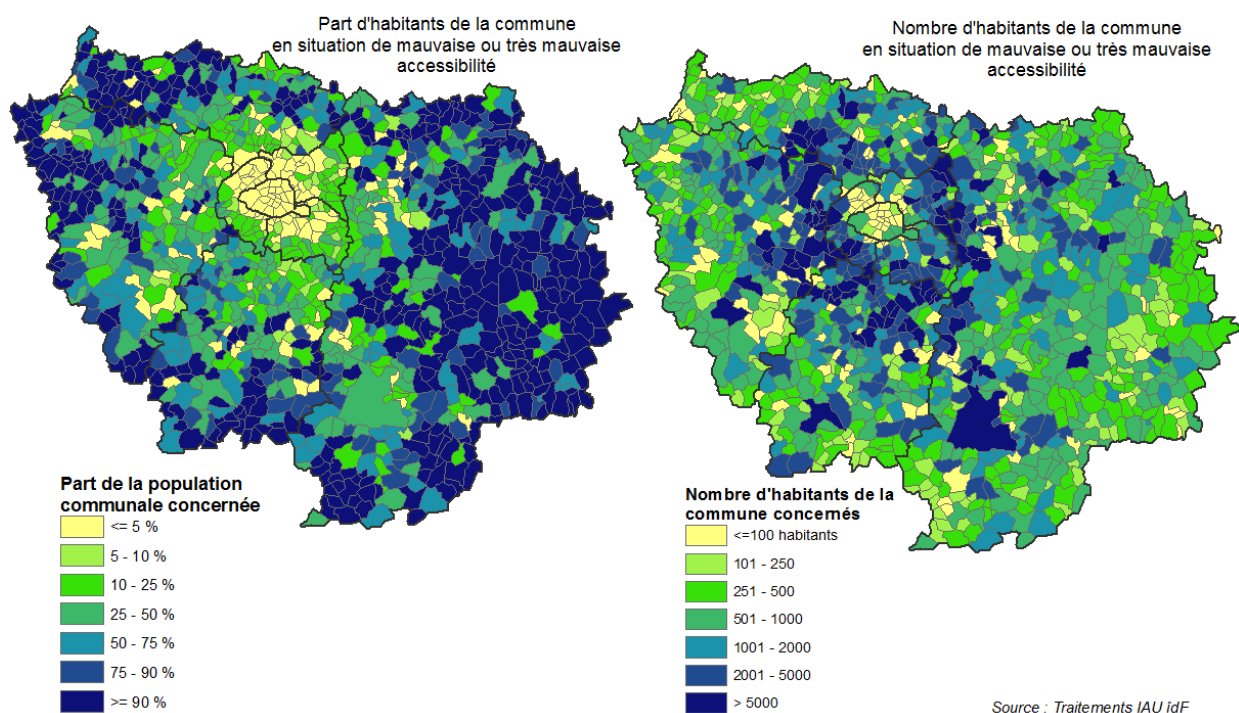 Part d'habitants de la commune
en situation de mauvaise ou très mauvaise
accessibilité
Nombre d'habitants de la commune
en situation de mauvaise ou très mauvaise
accessibilité
Part de la population
communale concernée
<= 5 %
5 - 10 %
10 - 25 %
25 - 50 %
50 - 75 %
75 - 90 %
>= 90 %
Nombre d'habitants de la
commune concernés
<=100 habitants
101 - 250
251 - 500
501 - 1000
1001 - 2000
2001 - 5000
> 5000
Source : Traitements IAU îdF